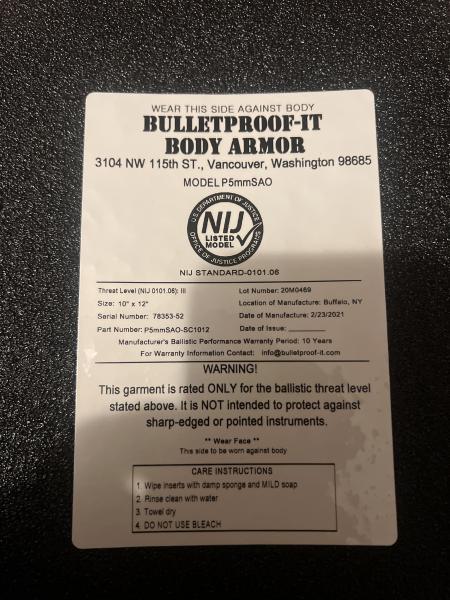 WEAR THIS SIDE AGAINST BODY
BULLETPROOF-IT
BODY ARMOR
3104 NW 115th ST., Vancouver, Washington 98685
MODEL P5mmSAO
U.S. DEPARTMENT OF JUSTICE
NIJ
LISTED
MODEL
OFFICE OF JUSTICE PROGRAMS
NIJ STANDARD-0101.06
Threat Level (NIJ 0101.06): III
Lot Number: 20M0469
Size: 10" x 12"
Location of Manufacture: Buffalo, NY
Serial Number: 78353-52
Date of Manufacture: 2/23/2021
Part Number: P5mmSAO-SC1012
Date of Issue: ________
Manufacturer's Ballistic Performance Warranty Period: 10 Years
For Warranty Information Contact: info@bulletproof-it.com
WARNING!
This garment is rated ONLY for the ballistic threat level
stated above. It is NOT intended to protect against
sharp-edged or pointed instruments.
** Wear Face **
This side to be worn against body
CARE INSTRUCTIONS
1. Wipe inserts with damp sponge and MILD soap
2. Rinse clean with water
3. Towel dry
4. DO NOT USE BLEACH